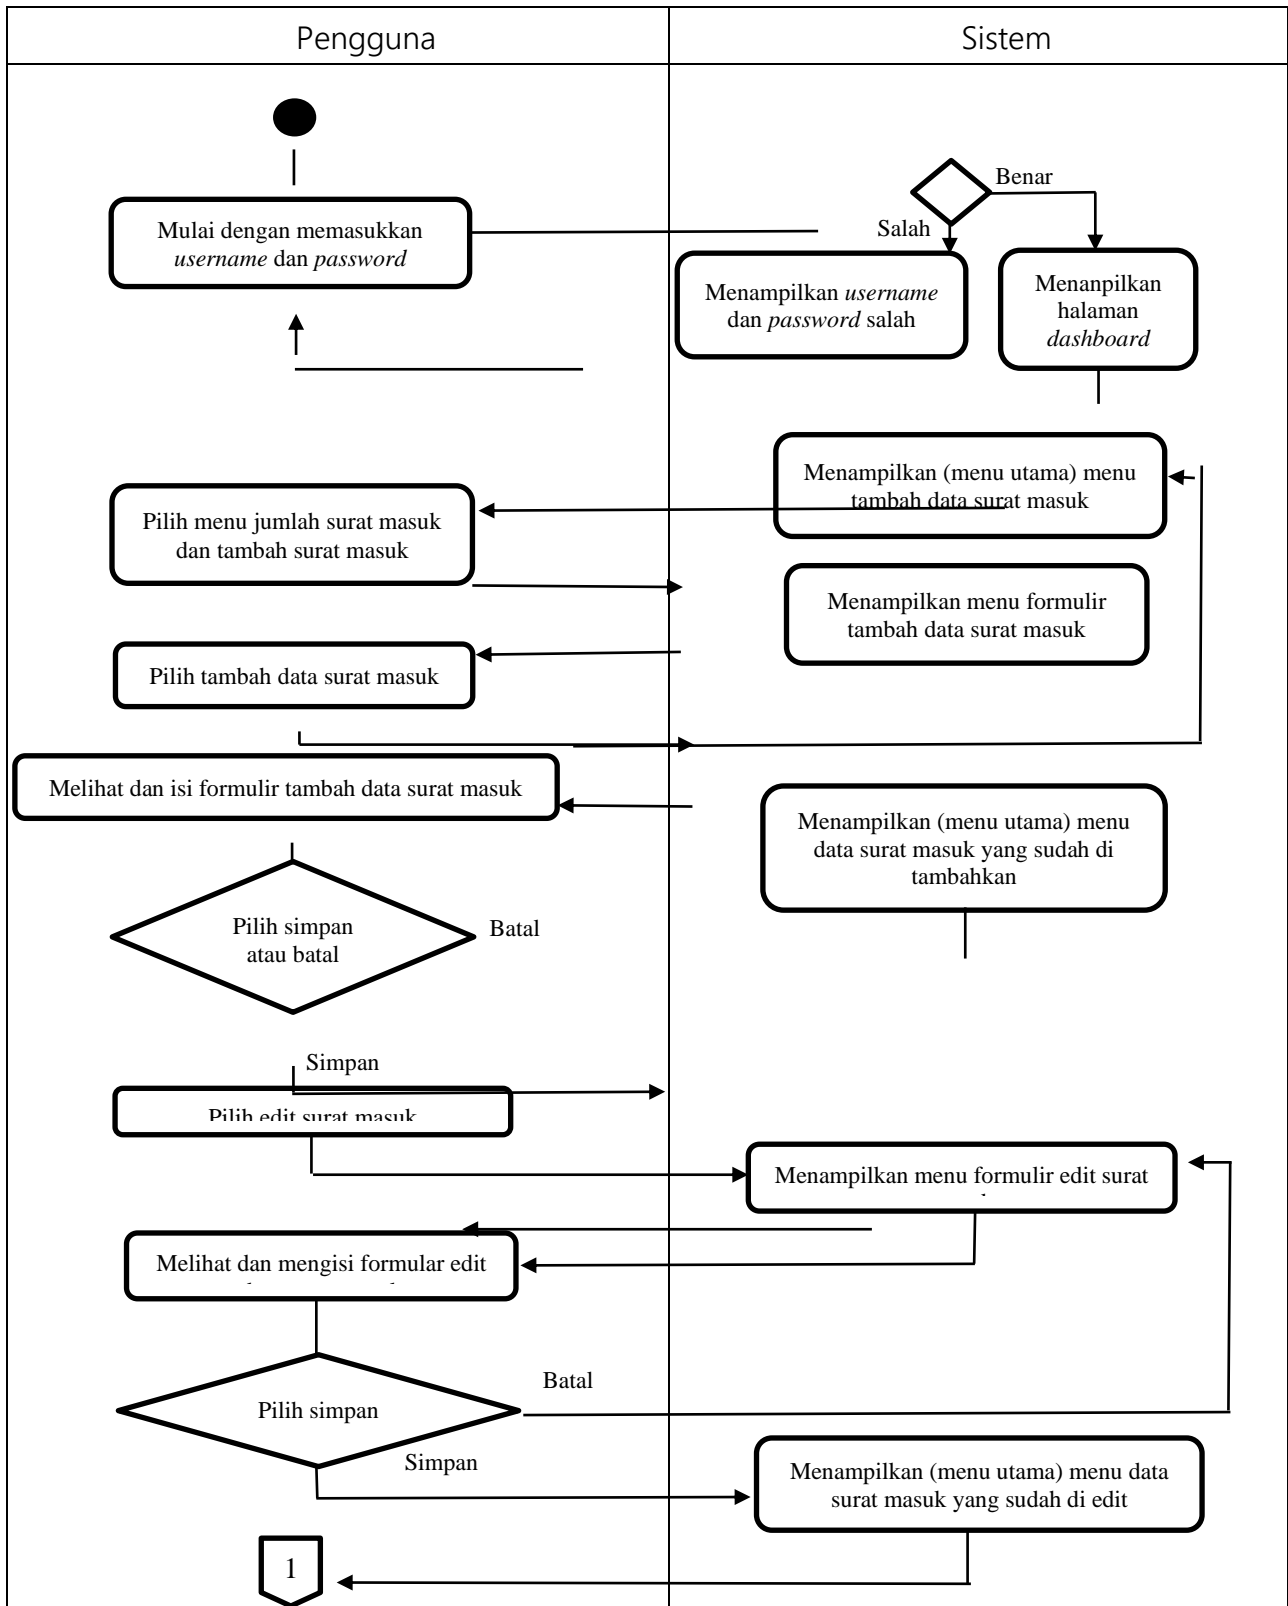 Pengguna
Sistem
Benar
Salah
Mulai dengan memasukkan
username dan password
Menampilkan username
dan password salah
Menanpilkan
halaman
dashboard
Menampilkan (menu utama) menu
tambah data surat masuk
Pilih menu jumlah surat masuk
dan tambah surat masuk
Menampilkan menu formulir
tambah data surat masuk
Pilih tambah data surat masuk
Melihat dan isi formulir tambah data surat masuk
Menampilkan (menu utama) menu
data surat masuk yang sudah di
tambahkan
Pilih simpan
atau batal
Batal
Simpan
Pilih edit surat masuk
Menampilkan menu formulir edit surat
Melihat dan mengisi formular edit
Batal
Pilih simpan
Simpan
Menampilkan (menu utama) menu data
surat masuk yang sudah di edit
1